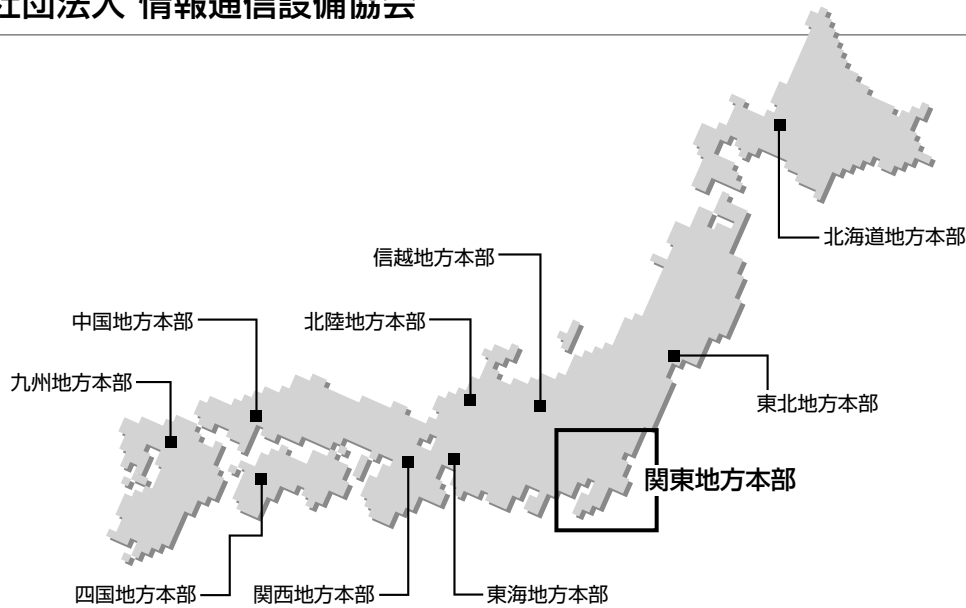 社団法人 情報通信設備協会
北海道地方本部
信越地方本部
中国地方本部
北陸地方本部
九州地方本部
東北地方本部
関東地方本部
四国地方本部
関西地方本部
東海地方本部